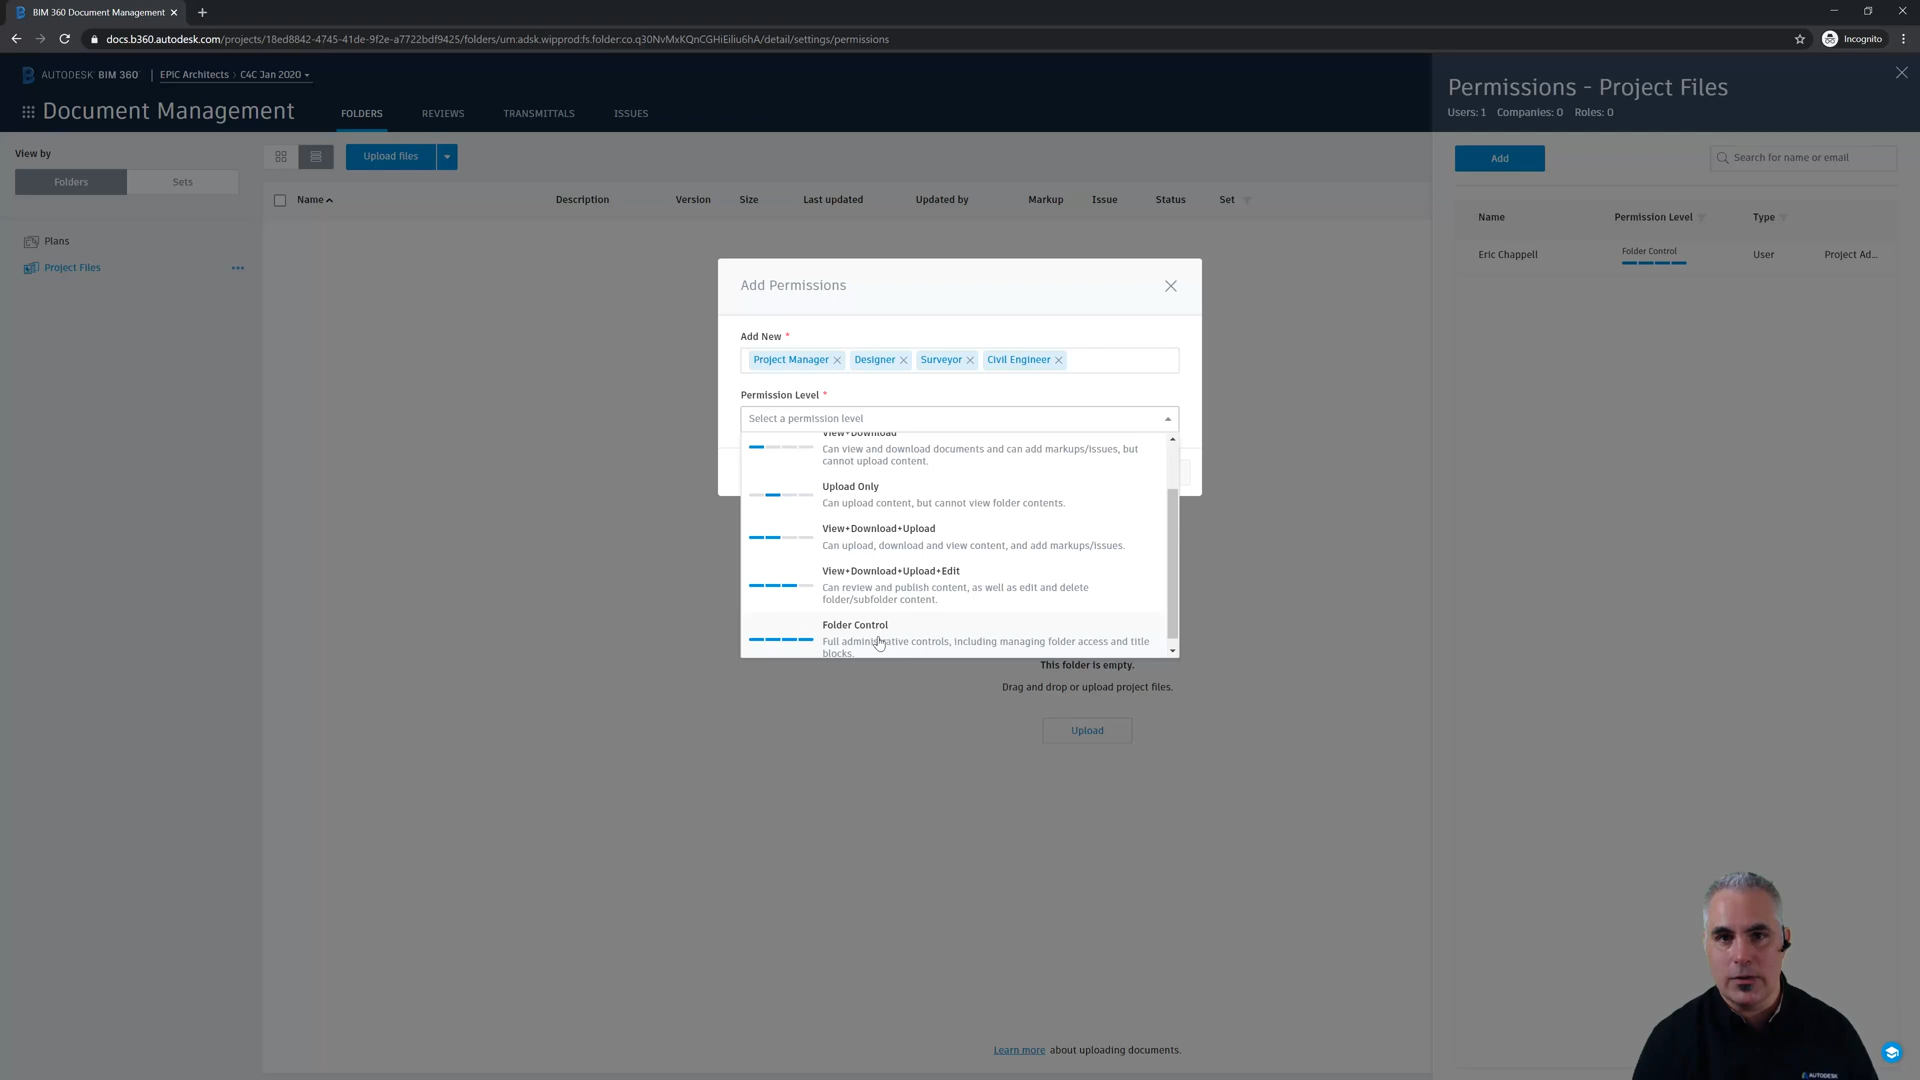 BIM 360 Document Management
docs.b360.autodesk.com/projects/18ed8842-4745-41de-9f2e-a7722bdf9425/folders/urn:adsk.wipprod:fs.folder:co.q30NvMxKQnCGHiEiliu6hA/detail/settings/permissions
Incognito
AUTODESK BIM 360 | EPIC Architects > C4C Jan 2020
Document Management
FOLDERS REVIEWS TRANSMITTALS ISSUES
Permissions - Project Files
Users: 1 Companies: 0 Roles: 0
View by
Folders Sets
Plans
Project Files
Upload files
Name Description Version Size Last updated Updated by Markup Issue Status Set
Add Search for name or email
Name Permission Level Type
Eric Chappell Folder Control User Project Ad...
Add Permissions
Add New *
Project Manager Designer Surveyor Civil Engineer
Permission Level *
Select a permission level
View+Download
Can view and download documents and can add markups/issues, but
cannot upload content.
Upload Only
Can upload content, but cannot view folder contents.
View+Download+Upload
Can upload, download and view content, and add markups/issues.
View+Download+Upload+Edit
Can review and publish content, as well as edit and delete
folder/subfolder content.
Folder Control
Full administrative controls, including managing folder access and title
blocks.
This folder is empty.
Drag and drop or upload project files.
Upload
Learn more about uploading documents.
AUTODESK